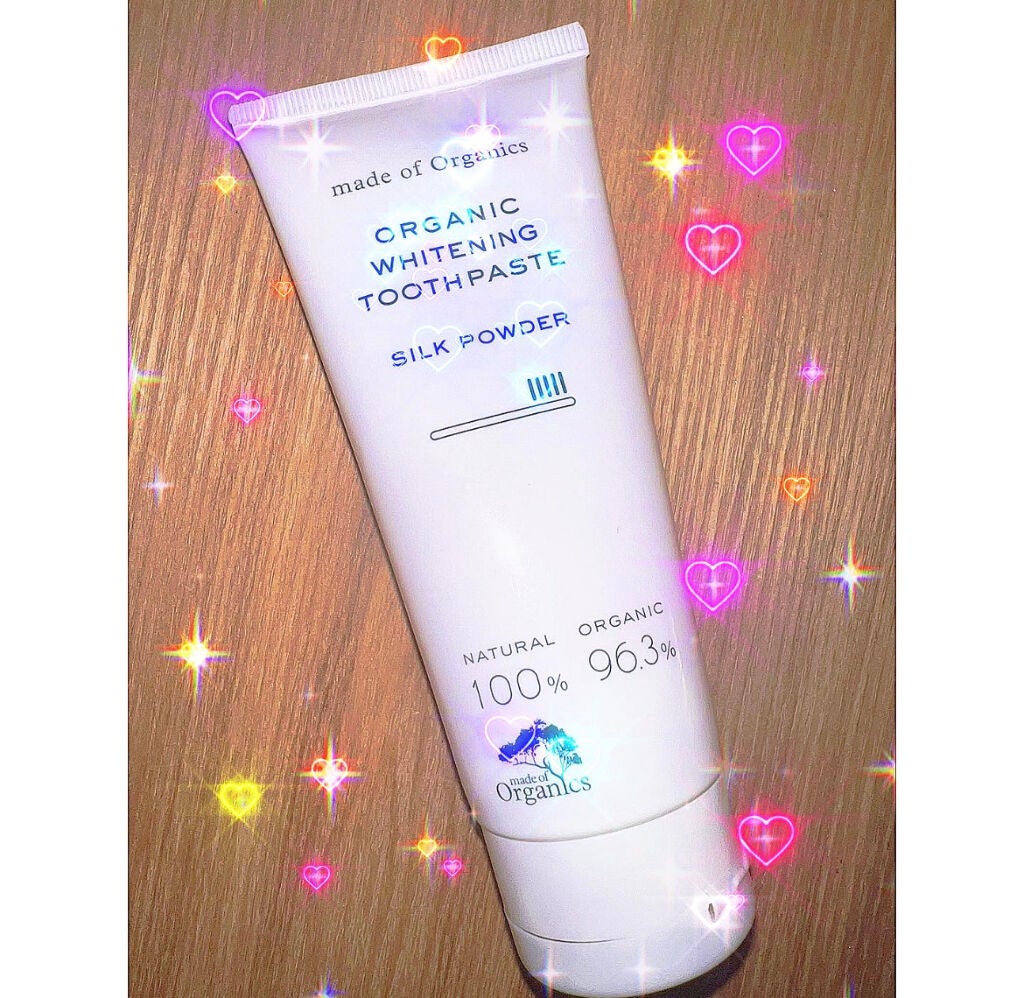 made of Organics
ORGANIC
WHITENING
TOOTHPASTE
SILK POWDER
NATURAL ORGANIC
100% 96.3%
made of
Organics